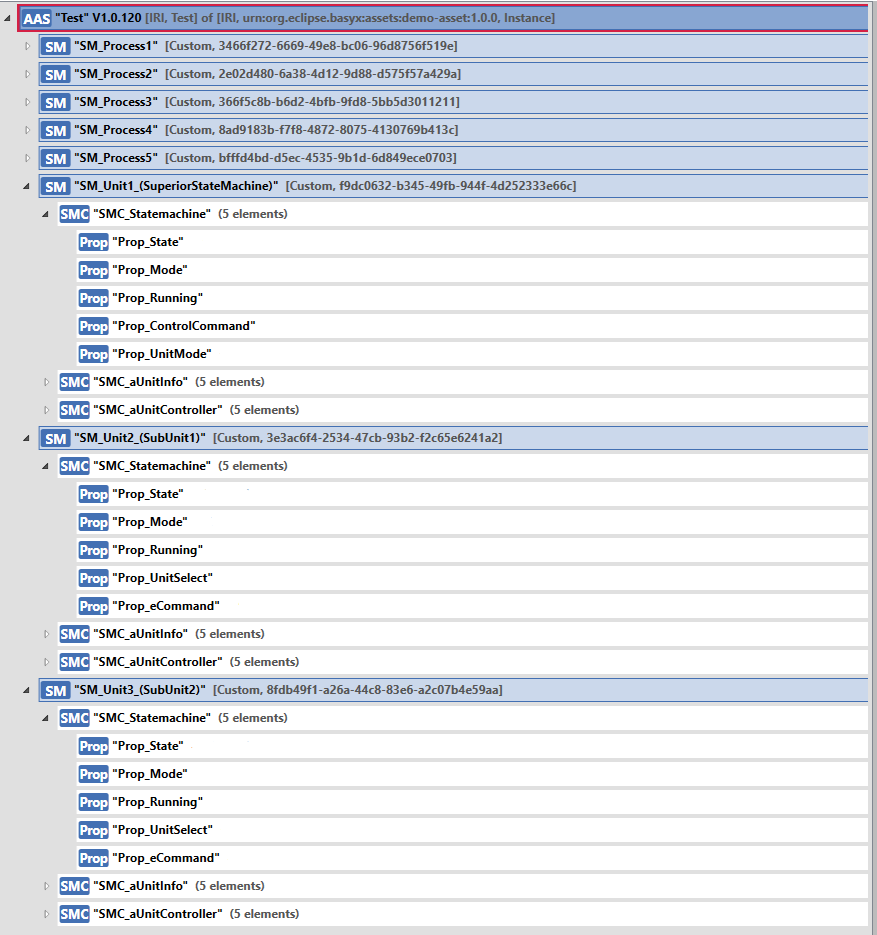 AAS "Test" V1.0.120 [IRI, Test] of [IRI, urn:org.eclipse.basyx:assets:demo-asset:1.0.0, Instance]
SM "SM_Process1" [Custom, 3466f272-6669-49e8-bc06-96d8756f519e]
SM "SM_Process2" [Custom, 2e02d480-6a38-4d12-9d88-d575f57a429a]
SM "SM_Process3" [Custom, 366f5c8b-b6d2-4bfb-9fd8-5bb5d3011211]
SM "SM_Process4" [Custom, 8ad9183b-f7f8-4872-8075-4130769b413c]
SM "SM_Process5" [Custom, bfffd4bd-d5ec-4535-9b1d-6d849ece0703]
SM "SM_Unit1_(SuperiorStateMachine)" [Custom, f9dc0632-b345-49fb-944f-4d252333e66c]
SMC "SMC_Statemachine" (5 elements)
Prop "Prop_State"
Prop "Prop_Mode"
Prop "Prop_Running"
Prop "Prop_ControlCommand"
Prop "Prop_UnitMode"
SMC "SMC_aUnitInfo" (5 elements)
SMC "SMC_aUnitController" (5 elements)
SM "SM_Unit2_(SubUnit1)" [Custom, 3e3ac6f4-2534-47cb-93b2-f2c65e6241a2]
SMC "SMC_Statemachine" (5 elements)
Prop "Prop_State"
Prop "Prop_Mode"
Prop "Prop_Running"
Prop "Prop_UnitSelect"
Prop "Prop_eCommand"
SMC "SMC_aUnitInfo" (5 elements)
SMC "SMC_aUnitController" (5 elements)
SM "SM_Unit3_(SubUnit2)" [Custom, 8fdb49f1-a26a-44c8-83e6-a2c07b4e59aa]
SMC "SMC_Statemachine" (5 elements)
Prop "Prop_State"
Prop "Prop_Mode"
Prop "Prop_Running"
Prop "Prop_UnitSelect"
Prop "Prop_eCommand"
SMC "SMC_aUnitInfo" (5 elements)
SMC "SMC_aUnitController" (5 elements)